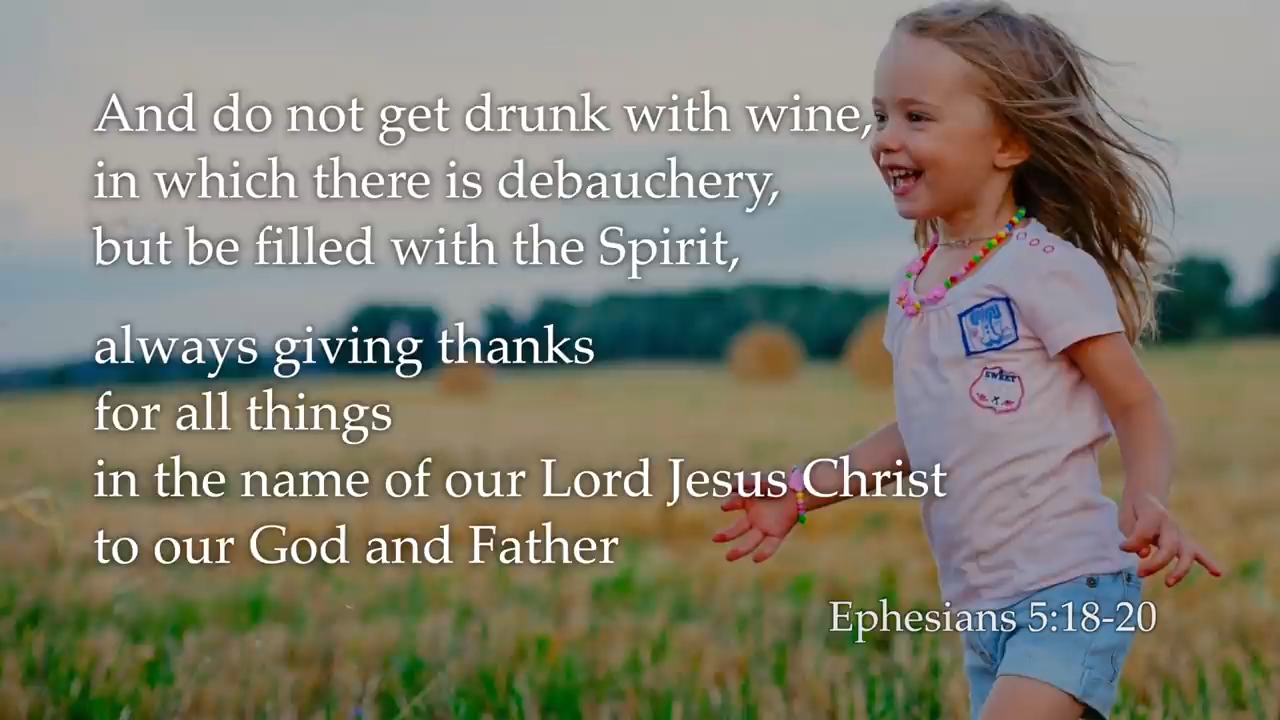 And do not get drunk with wine,
in which there is debauchery,
but be filled with the Spirit,
always giving thanks
for all things
in the name of our Lord Jesus Christ
to our God and Father
Ephesians 5:18-20
SWEET